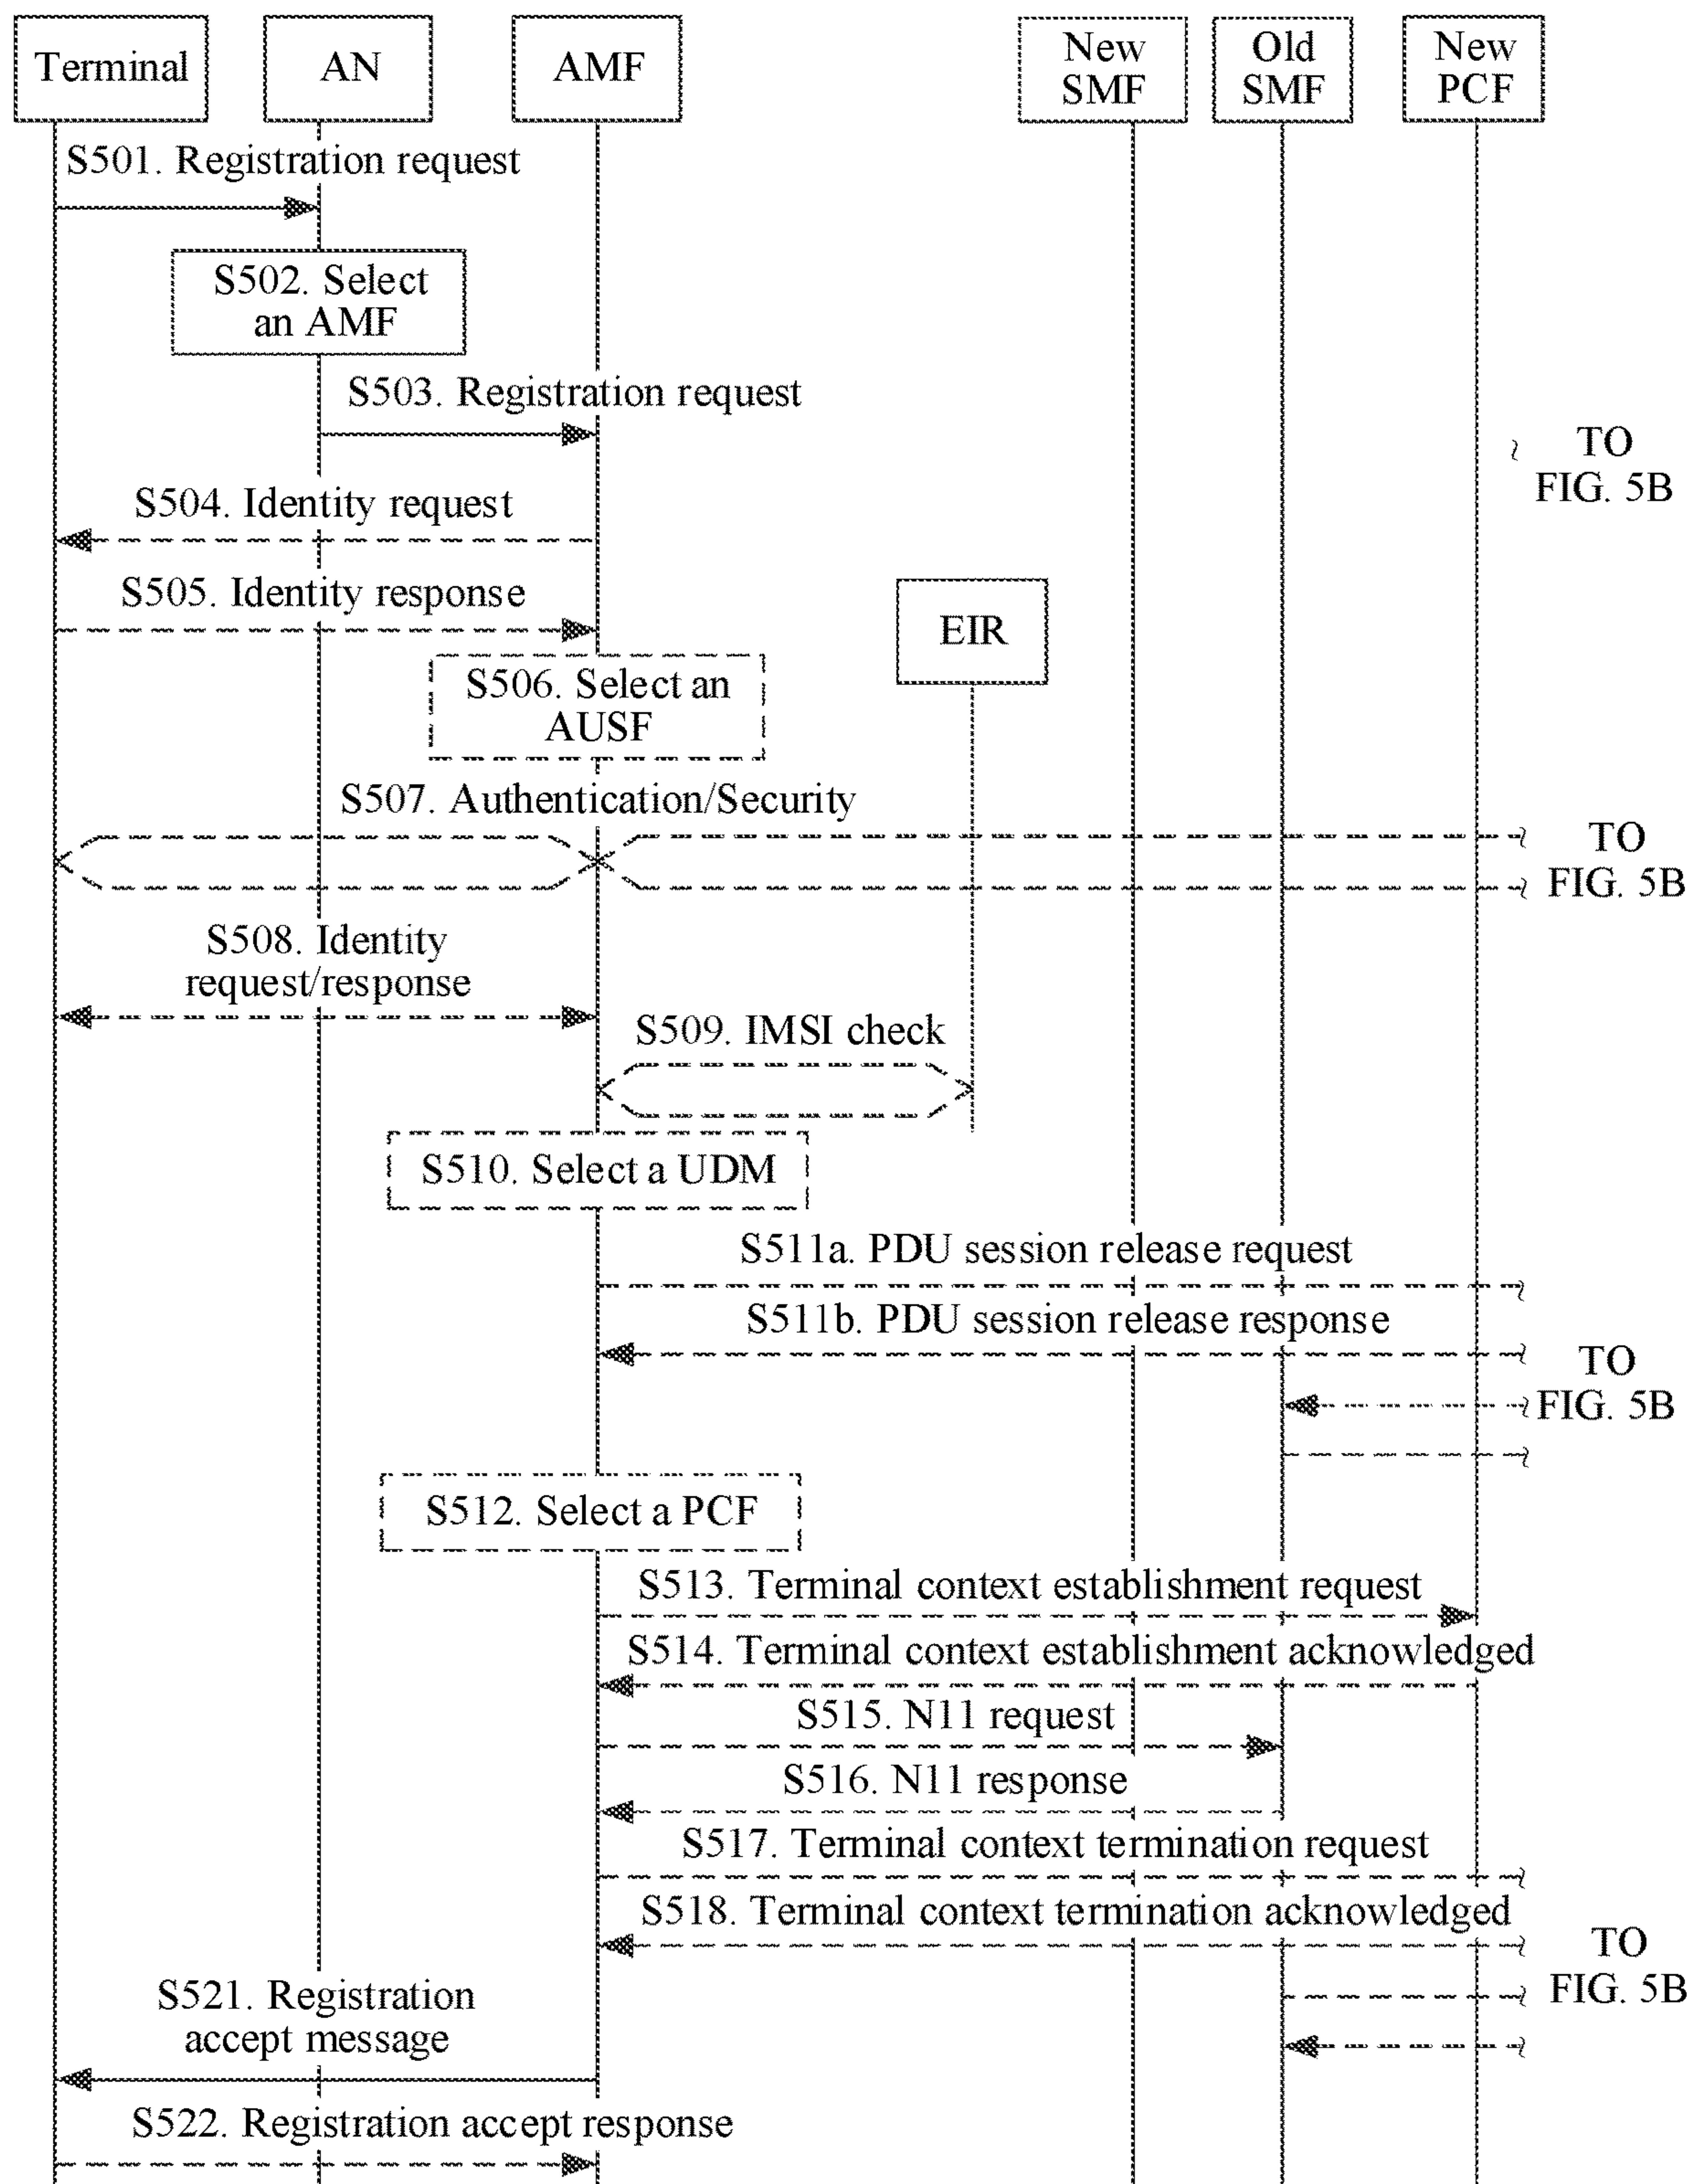 Terminal
AN
AMF
New
SMF
Old
SMF
New
PCF
S501. Registration request
S502. Select
an AMF
S503. Registration request
TO
FIG. 5B
S504. Identity request
S505. Identity response
EIR
S506. Select an
AUSF
S507. Authentication/Security
TO
FIG. 5B
S508. Identity
request/response
S509. IMSI check
S510. Select a UDM
S511a. PDU session release request
S511b. PDU session release response
TO
FIG. 5B
S512. Select a PCF
S513. Terminal context establishment request
S514. Terminal context establishment acknowledged
S515. N11 request
S516. N11 response
S517. Terminal context termination request
S518. Terminal context termination acknowledged
TO
FIG. 5B
S521. Registration
accept message
S522. Registration accept response